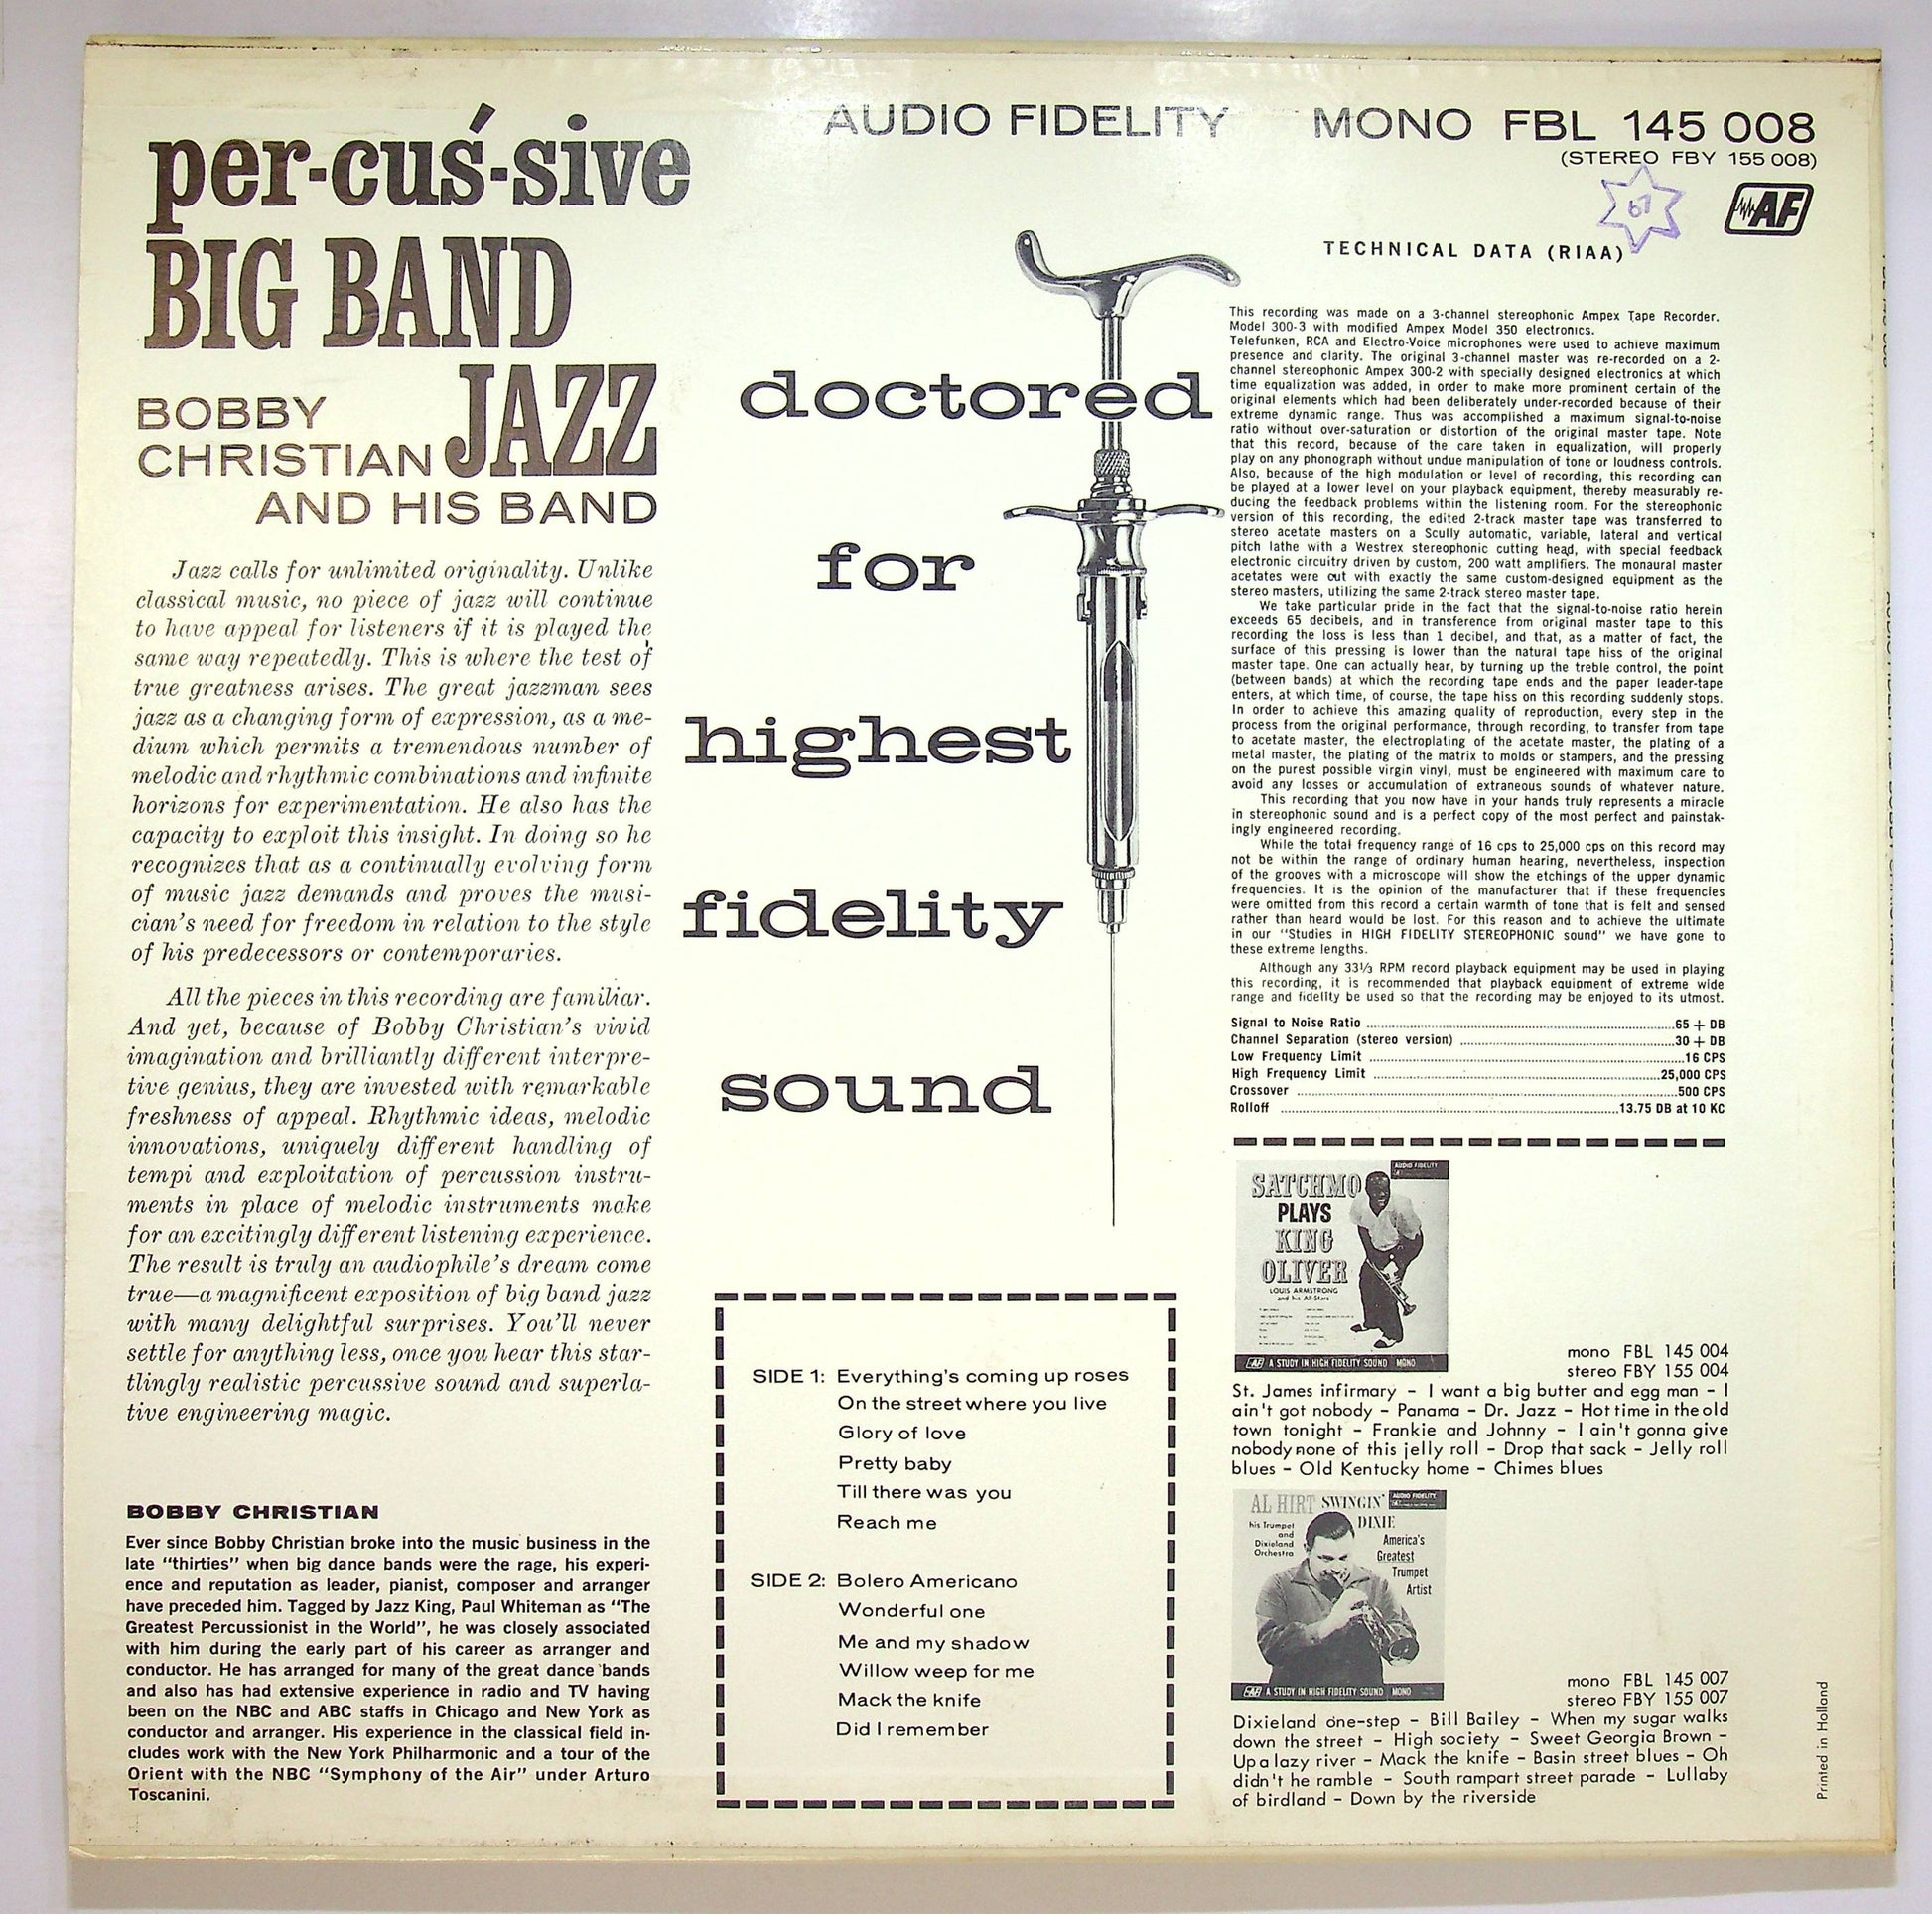 per-cus´-sive
BIG BAND
JAZZ
BOBBY
CHRISTIAN
AND HIS BAND
Jazz calls for unlimited originality. Unlike
classical music, no piece of jazz will continue
to have appeal for listeners if it is played the
same way repeatedly. This is where the test of
true greatness arises. The great jazzman sees
jazz as a changing form of expression, as a me-
dium which permits a tremendous number of
melodic and rhythmic combinations and infinite
horizons for experimentation. He also has the
capacity to exploit this insight. In doing so he
recognizes that as a continually evolving form
of music jazz demands and proves the musi-
cian's need for freedom in relation to the style
of his predecessors or contemporaries.
All the pieces in this recording are familiar.
And yet, because of Bobby Christian's vivid
imagination and brilliantly different interpre-
tive genius, they are invested with remarkable
freshness of appeal. Rhythmic ideas, melodic
innovations, uniquely different handling of
tempi and exploitation of percussion instru-
ments in place of melodic instruments make
for an excitingly different listening experience.
The result is truly an audiophile's dream come
true—a magnificent exposition of big band jazz
with many delightful surprises. You'll never
settle for anything less, once you hear this star-
tlingly realistic percussive sound and superla-
tive engineering magic.
BOBBY CHRISTIAN
Ever since Bobby Christian broke into the music business in the
late "thirties" when big dance bands were the rage, his experi-
ence and reputation as leader, pianist, composer and arranger
have preceded him. Tagged by Jazz King, Paul Whiteman as "The
Greatest Percussionist in the World", he was closely associated
with him during the early part of his career as arranger and
conductor. He has arranged for many of the great dance bands
and also has had extensive experience in radio and TV having
been on the NBC and ABC staffs in Chicago and New York as
conductor and arranger. His experience in the classical field in-
cludes work with the New York Philharmonic and a tour of the
Orient with the NBC "Symphony of the Air" under Arturo
Toscanini.
AUDIO FIDELITY
MONO FBL 145 008
(STEREO FBY 155 008)
67
AF
doctored
for
highest
fidelity
sound
SIDE 1: Everything's coming up roses
On the street where you live
Glory of love
Pretty baby
Till there was you
Reach me
SIDE 2: Bolero Americano
Wonderful one
Me and my shadow
Willow weep for me
Mack the knife
Did I remember
TECHNICAL DATA (RIAA)
This recording was made on a 3-channel stereophonic Ampex Tape Recorder.
Model 300-3 with modified Ampex Model 350 electronics.
Telefunken, RCA and Electro-Voice microphones were used to achieve maximum
presence and clarity. The original 3-channel master was re-recorded on a 2-
channel stereophonic Ampex 300-2 with specially designed electronics at which
time equalization was added, in order to make more prominent certain of the
original elements which had been deliberately under-recorded because of their
extreme dynamic range. Thus was accomplished a maximum signal-to-noise
ratio without over-saturation or distortion of the original master tape. Note
that this record, because of the care taken in equalization, will properly
play on any phonograph without undue manipulation of tone or loudness controls.
Also, because of the high modulation or level of recording, this recording can
be played at a lower level on your playback equipment, thereby measurably re-
ducing the feedback problems within the listening room. For the stereophonic
version of this recording, the edited 2-track master tape was transferred to
stereo acetate masters on a Scully automatic, variable, lateral and vertical
pitch lathe with a Westrex stereophonic cutting head, with special feedback
electronic circuitry driven by custom, 200 watt amplifiers. The monaural master
acetates were cut with exactly the same custom-designed equipment as the
stereo masters, utilizing the same 2-track stereo master tape.
We take particular pride in the fact that the signal-to-noise ratio herein
exceeds 65 decibels, and in transference from original master tape to this
recording the loss is less than 1 decibel, and that, as a matter of fact, the
surface of this pressing is lower than the natural tape hiss of the original
master tape. One can actually hear, by turning up the treble control, the point
(between bands) at which the recording tape ends and the paper leader-tape
enters, at which time, of course, the tape hiss on this recording suddenly stops.
In order to achieve this amazing quality of reproduction, every step in the
process from the original performance, through recording, to transfer from tape
to acetate master, the electroplating of the acetate master, the plating of a
metal master, the plating of the matrix to molds or stampers, and the pressing
on the purest possible virgin vinyl, must be engineered with maximum care to
avoid any losses or accumulation of extraneous sounds of whatever nature.
This recording that you now have in your hands truly represents a miracle
in stereophonic sound and is a perfect copy of the most perfect and painstak-
ingly engineered recording.
While the total frequency range of 16 cps to 25,000 cps on this record may
not be within the range of ordinary human hearing, nevertheless, inspection
of the grooves with a microscope will show the etchings of the upper dynamic
frequencies. It is the opinion of the manufacturer that if these frequencies
were omitted from this record a certain warmth of tone that is felt and sensed
rather than heard would be lost. For this reason and to achieve the ultimate
in our "Studies in HIGH FIDELITY STEREOPHONIC sound" we have gone to
these extreme lengths.
Although any 33⅓ RPM record playback equipment may be used in playing
this recording, it is recommended that playback equipment of extreme wide
range and fidelity be used so that the recording may be enjoyed to its utmost.
Signal to Noise Ratio ..... 65 + DB
Channel Separation (stereo version) ..... 30 + DB
Low Frequency Limit ..... 16 CPS
High Frequency Limit ..... 25,000 CPS
Crossover ..... 500 CPS
Rolloff ..... 13.75 DB at 10 KC
AUDIO FIDELITY
SATCHMO
PLAYS
KING
OLIVER
LOUIS ARMSTRONG
and his All-Stars
AF A STUDY IN HIGH FIDELITY SOUND MONO
mono FBL 145 004
stereo FBY 155 004
St. James infirmary – I want a big butter and egg man – I
ain't got nobody – Panama – Dr. Jazz – Hot time in the old
town tonight – Frankie and Johnny – I ain't gonna give
nobody none of this jelly roll – Drop that sack – Jelly roll
blues – Old Kentucky home – Chimes blues
AUDIO FIDELITY
AL HIRT SWINGIN'
DIXIE
his Trumpet
and
Dixieland
Orchestra
America's
Greatest
Trumpet
Artist
AF A STUDY IN HIGH FIDELITY SOUND MONO
mono FBL 145 007
stereo FBY 155 007
Dixieland one-step – Bill Bailey – When my sugar walks
down the street – High society – Sweet Georgia Brown –
Up a lazy river – Mack the knife – Basin street blues – Oh
didn't he ramble – South rampart street parade – Lullaby
of birdland – Down by the riverside
Printed in Holland